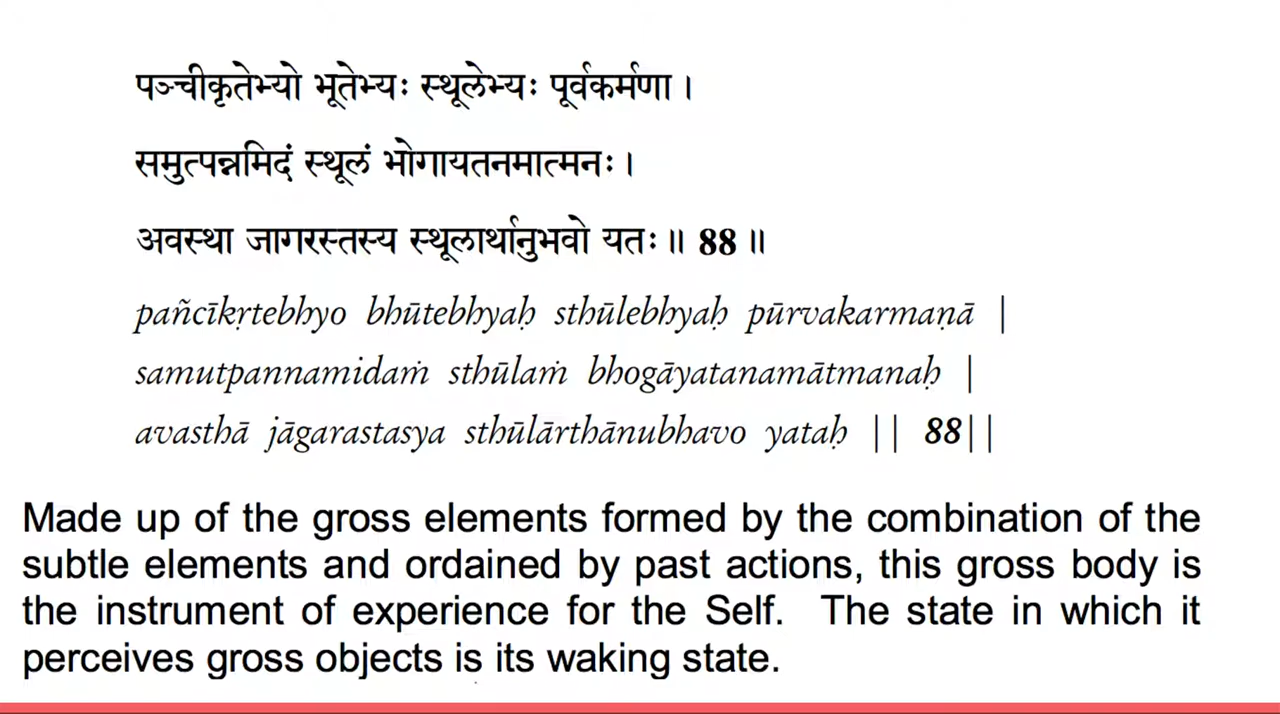 पञ्चीकृतेभ्यो भूतेभ्यः स्थूलेभ्यः पूर्वकर्मणा ।
समुत्पन्नमिदं स्थूलं भोगायतनमात्मनः ।
अवस्था जागरस्तस्य स्थूलार्थानुभवो यतः ॥ 88 ॥
pañcīkṛtebhyo bhūtebhyaḥ sthūlebhyaḥ pūrvakarmaṇā |
samutpannamidaṁ sthūlaṁ bhogāyatanamātmanaḥ |
avasthā jāgarastasya sthūlārthānubhavo yataḥ || 88||
Made up of the gross elements formed by the combination of the
subtle elements and ordained by past actions, this gross body is
the instrument of experience for the Self. The state in which it
perceives gross objects is its waking state.